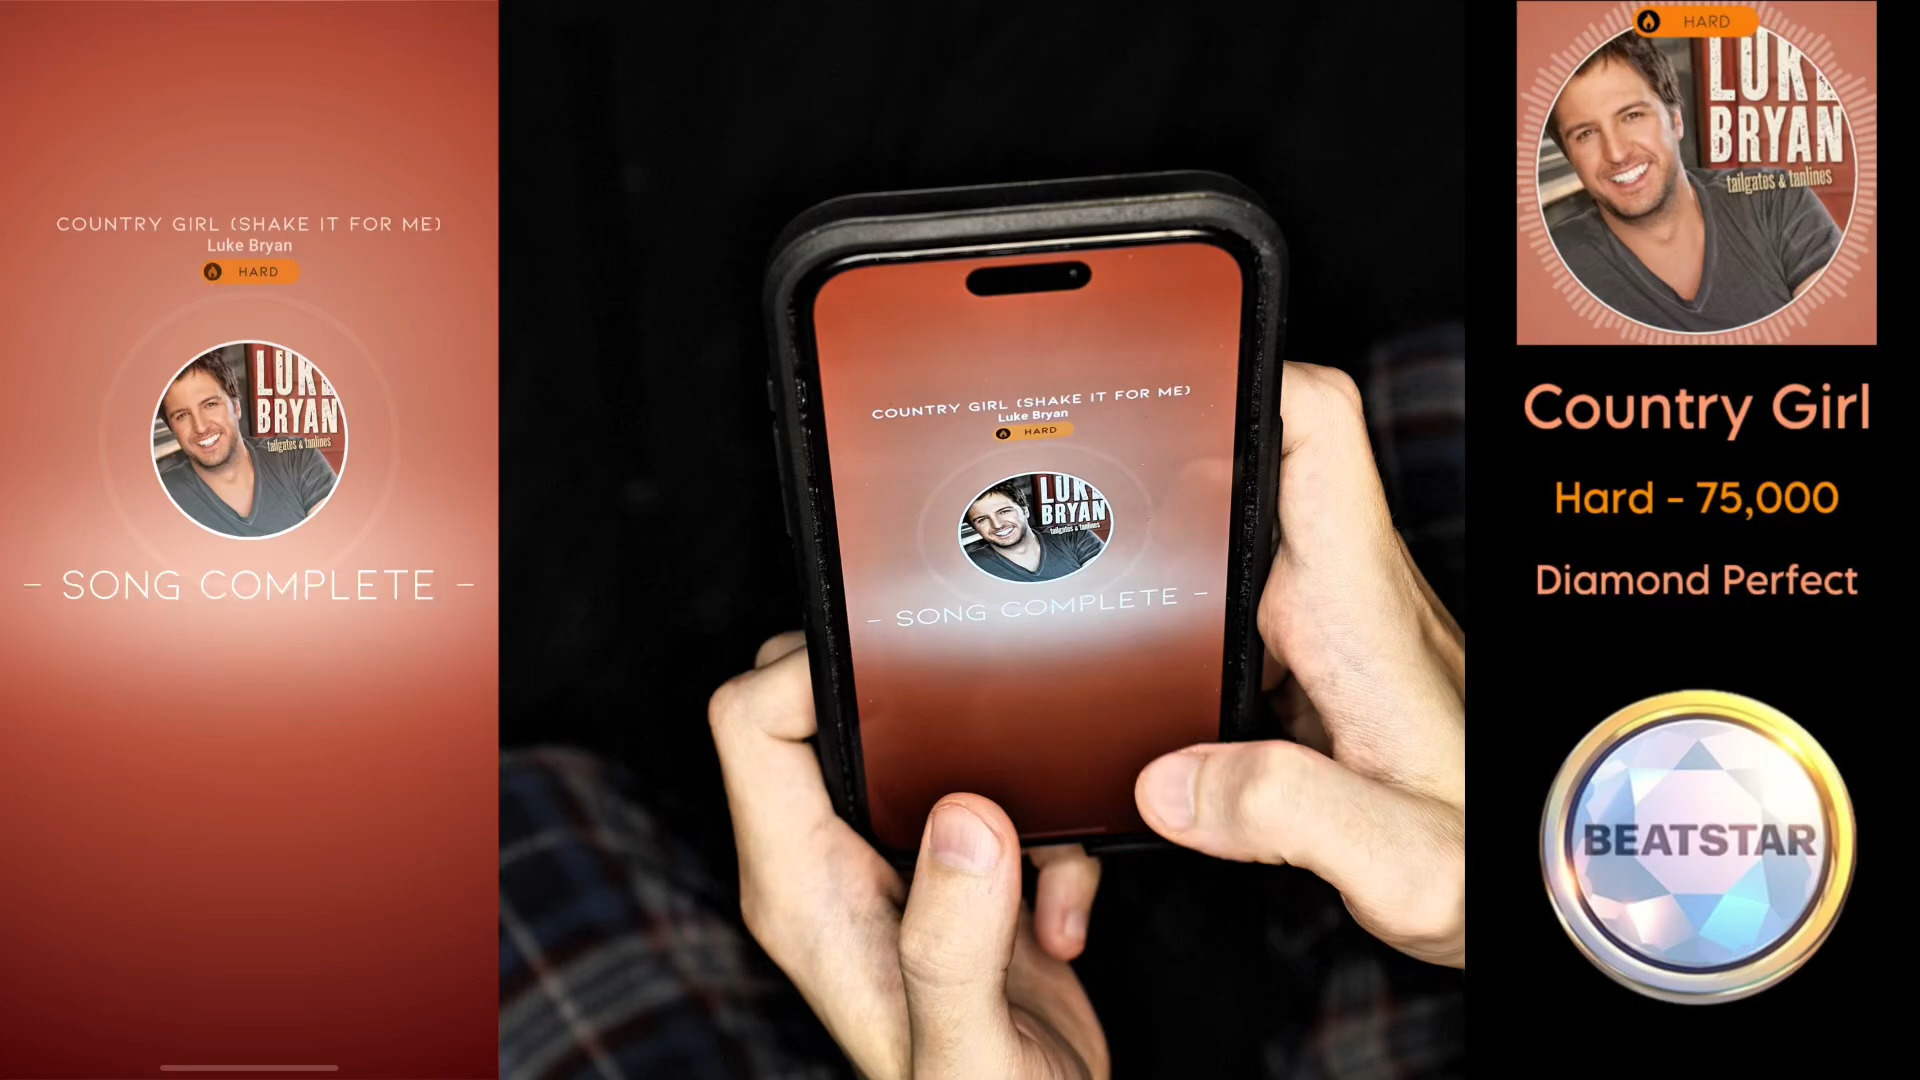 COUNTRY GIRL (SHAKE IT FOR ME)
Luke Bryan
HARD
LUKE
BRYAN
tailgates & tanlines
- SONG COMPLETE -
COUNTRY GIRL (SHAKE IT FOR ME)
Luke Bryan
HARD
LUKE
BRYAN
tailgates & tanlines
- SONG COMPLETE -
HARD
LUKE
BRYAN
tailgates & tanlines
Country Girl
Hard - 75,000
Diamond Perfect
BEATSTAR